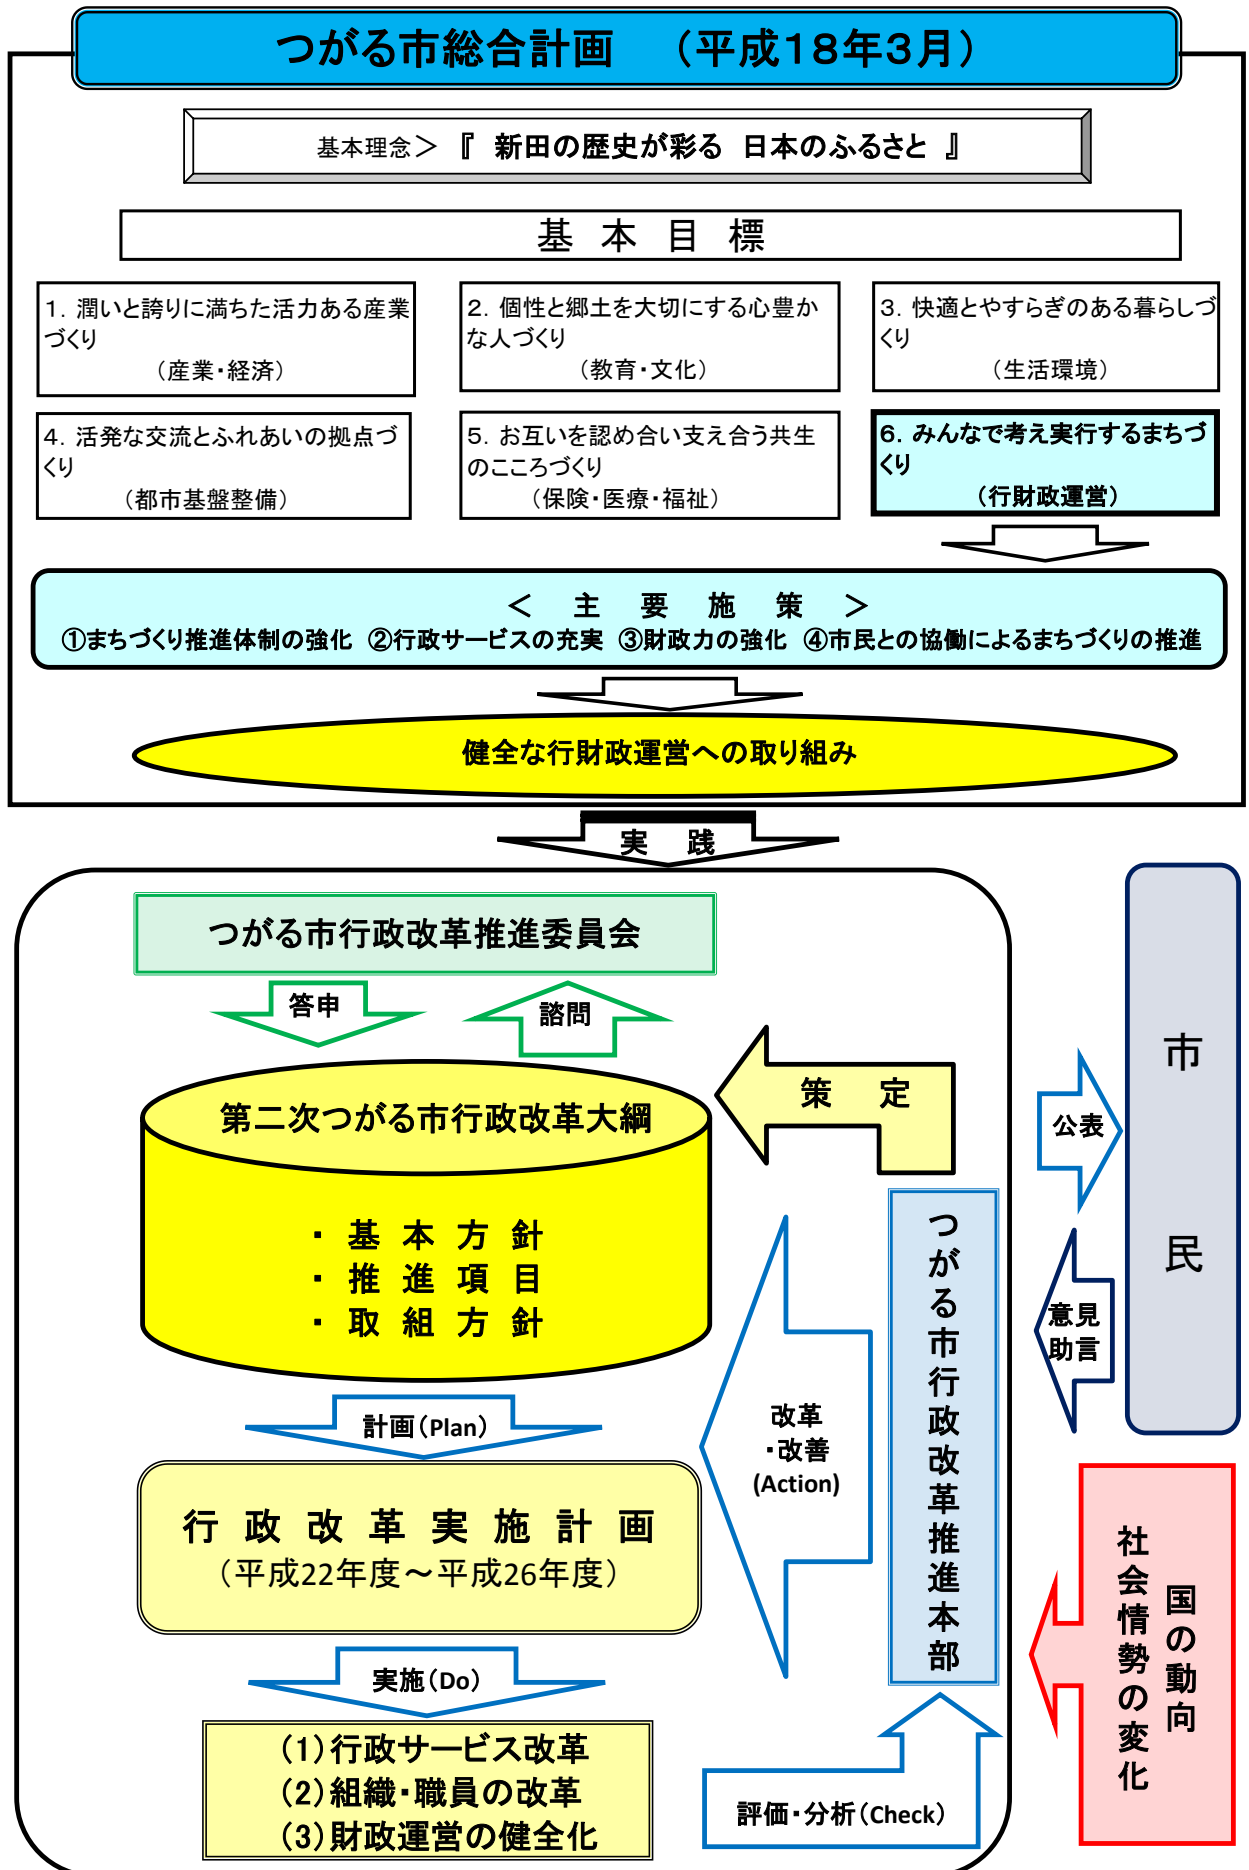 つがる市総合計画　（平成18年3月）
基本理念＞『 新田の歴史が彩る 日本のふるさと 』
基 本 目 標
1．潤いと誇りに満ちた活力ある産業
づくり
（産業・経済）
2．個性と郷土を大切にする心豊か
な人づくり
（教育・文化）
3．快適とやすらぎのある暮らしづ
くり
（生活環境）
4．活発な交流とふれあいの拠点づ
くり
（都市基盤整備）
5．お互いを認め合い支え合う共生
のこころづくり
（保険・医療・福祉）
6．みんなで考え実行するまちづ
くり
（行財政運営）
＜ 主 要 施 策 ＞
①まちづくり推進体制の強化 ②行政サービスの充実 ③財政力の強化 ④市民との協働によるまちづくりの推進
健全な行財政運営への取り組み
実 践
つがる市行政改革推進委員会
答申
諮問
第二次つがる市行政改革大綱
・ 基 本 方 針
・ 推 進 項 目
・ 取 組 方 針
策 定
公表
市民
意見
助言
つがる市行政改革推進本部
計画（Plan）
改革
・改善
(Action)
行 政 改 革 実 施 計 画
（平成22年度～平成26年度）
実施（Do）
(1)行政サービス改革
(2)組織・職員の改革
(3)財政運営の健全化
評価・分析（Check）
国の動向
社会情勢の変化